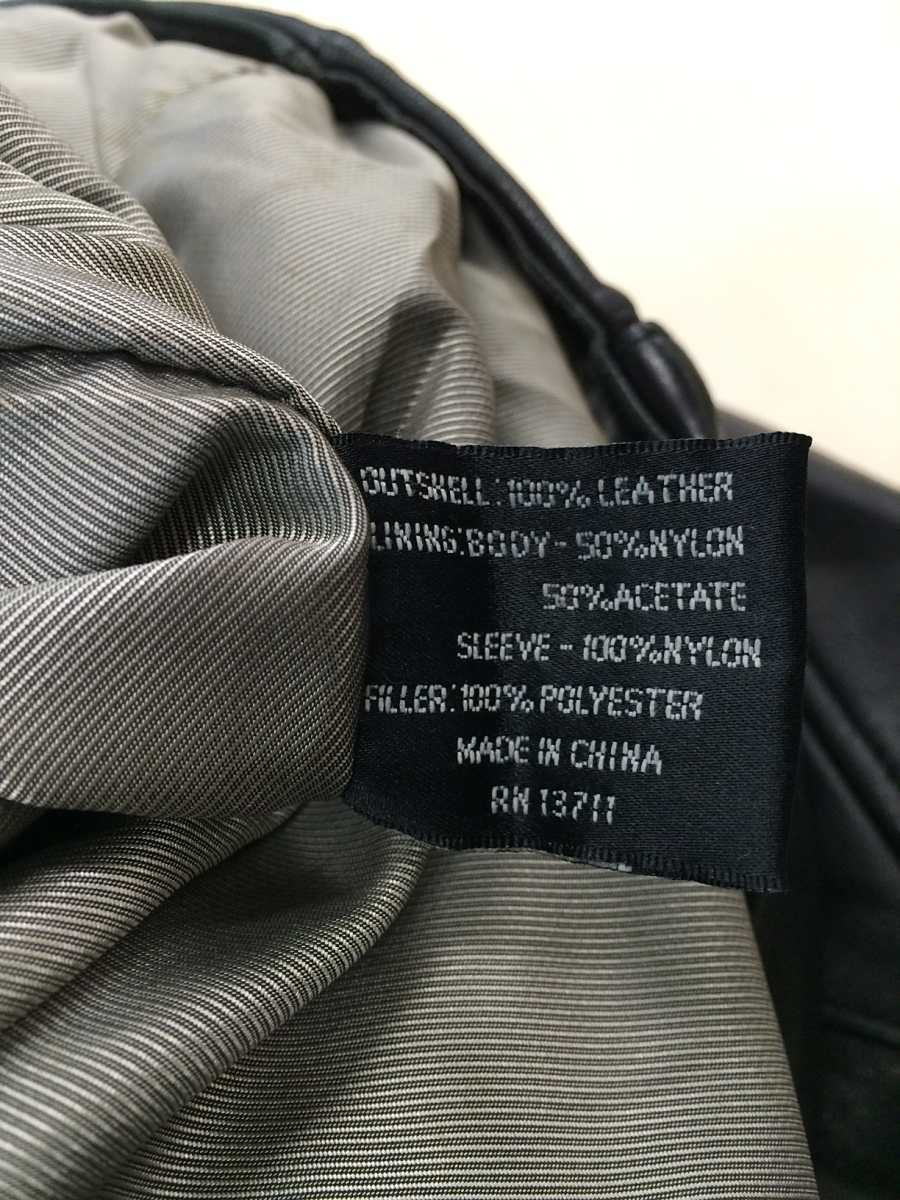 OUTSHELL:100% LEATHER
LINING:BODY-50%NYLON
50%ACETATE
SLEEVE-100%NYLON
FILLER:100% POLYESTER
MADE IN CHINA
RN 13711